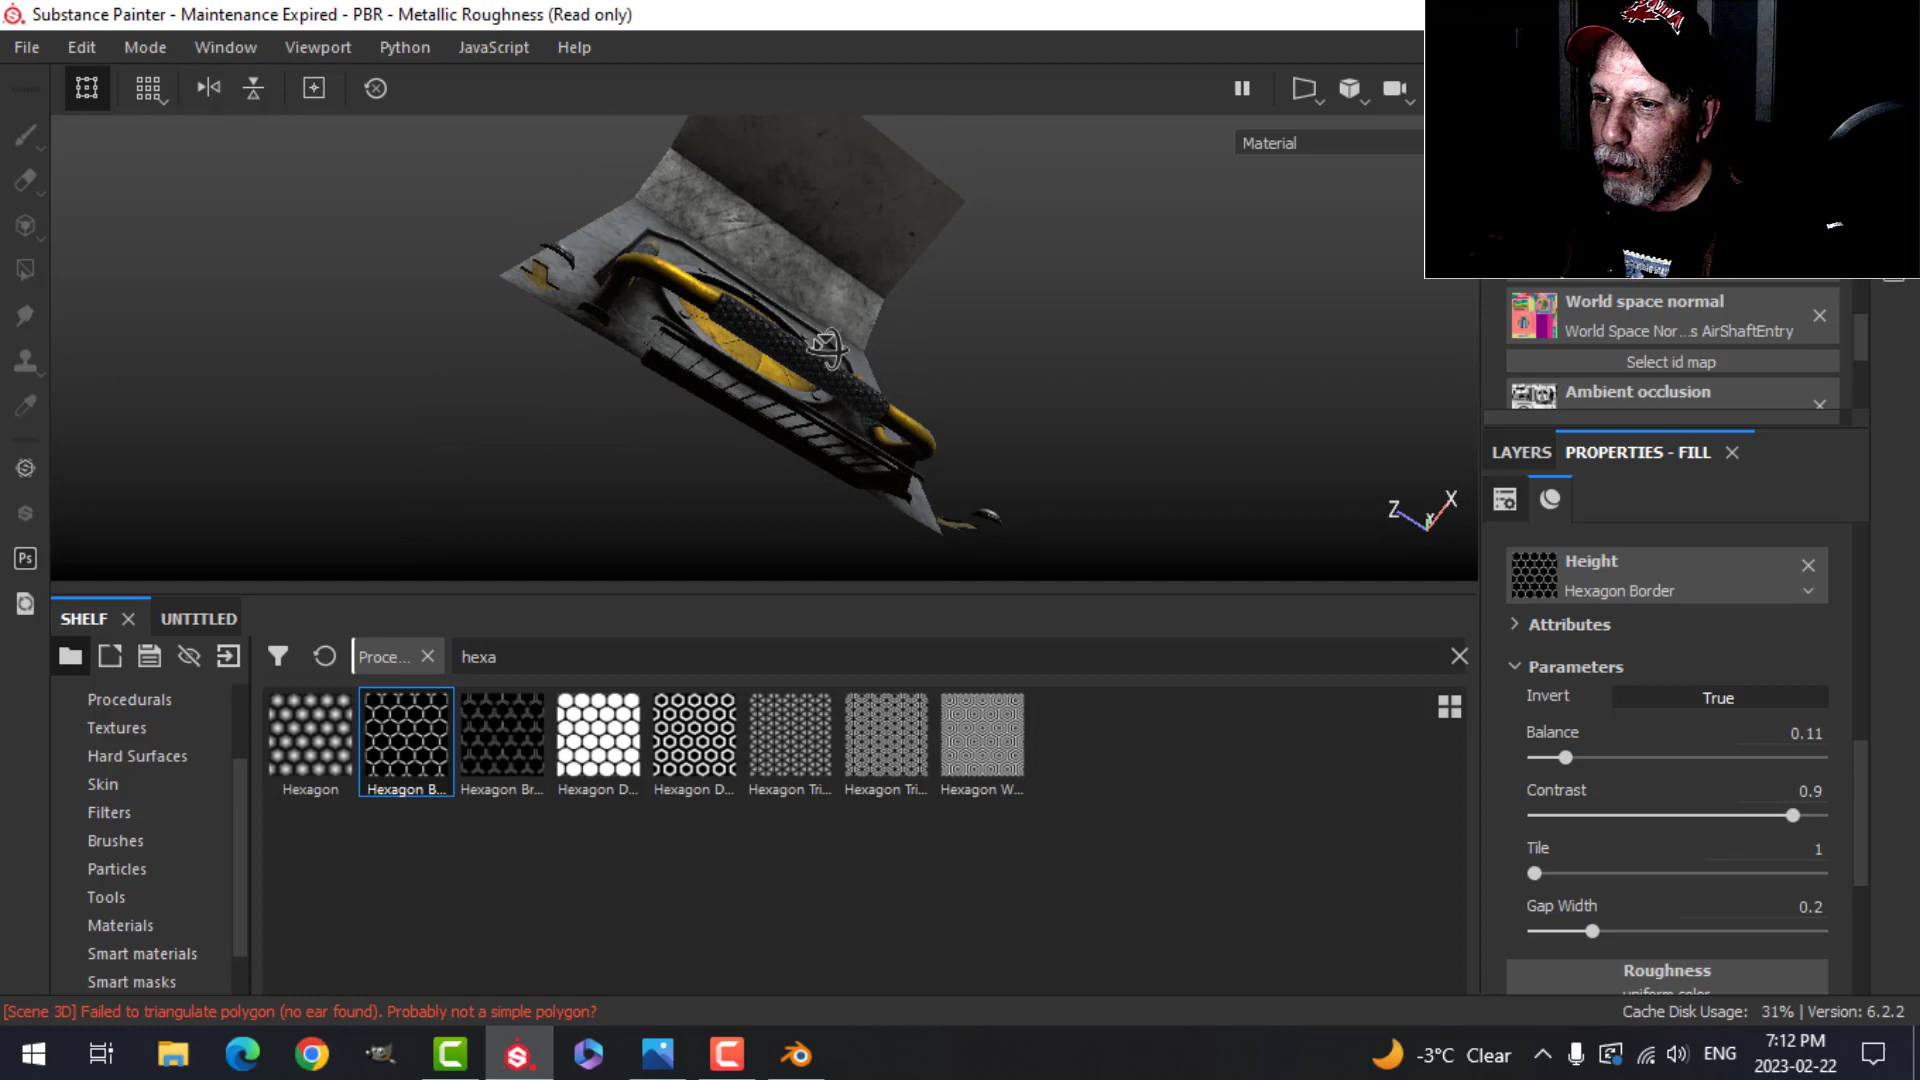 Substance Painter - Maintenance Expired - PBR - Metallic Roughness (Read only)
File Edit Mode Window Viewport Python JavaScript Help
Material
World space normal
World Space Nor...s AirShaftEntry
Select id map
Ambient occlusion
LAYERS PROPERTIES - FILL
Z Y X
Height
Hexagon Border
Attributes
Parameters
Invert True
Balance 0.11
Contrast 0.9
Tile 1
Gap Width 0.2
Roughness
uniform color
Ps
SHELF UNTITLED
Proce... hexa
Procedurals
Textures
Hard Surfaces
Skin
Filters
Brushes
Particles
Tools
Materials
Smart materials
Smart masks
Hexagon Hexagon B... Hexagon Br... Hexagon D... Hexagon D... Hexagon Tri... Hexagon Tri... Hexagon W...
[Scene 3D] Failed to triangulate polygon (no ear found). Probably not a simple polygon?
Cache Disk Usage: 31% | Version: 6.2.2
-3°C Clear ENG 7:12 PM
2023-02-22